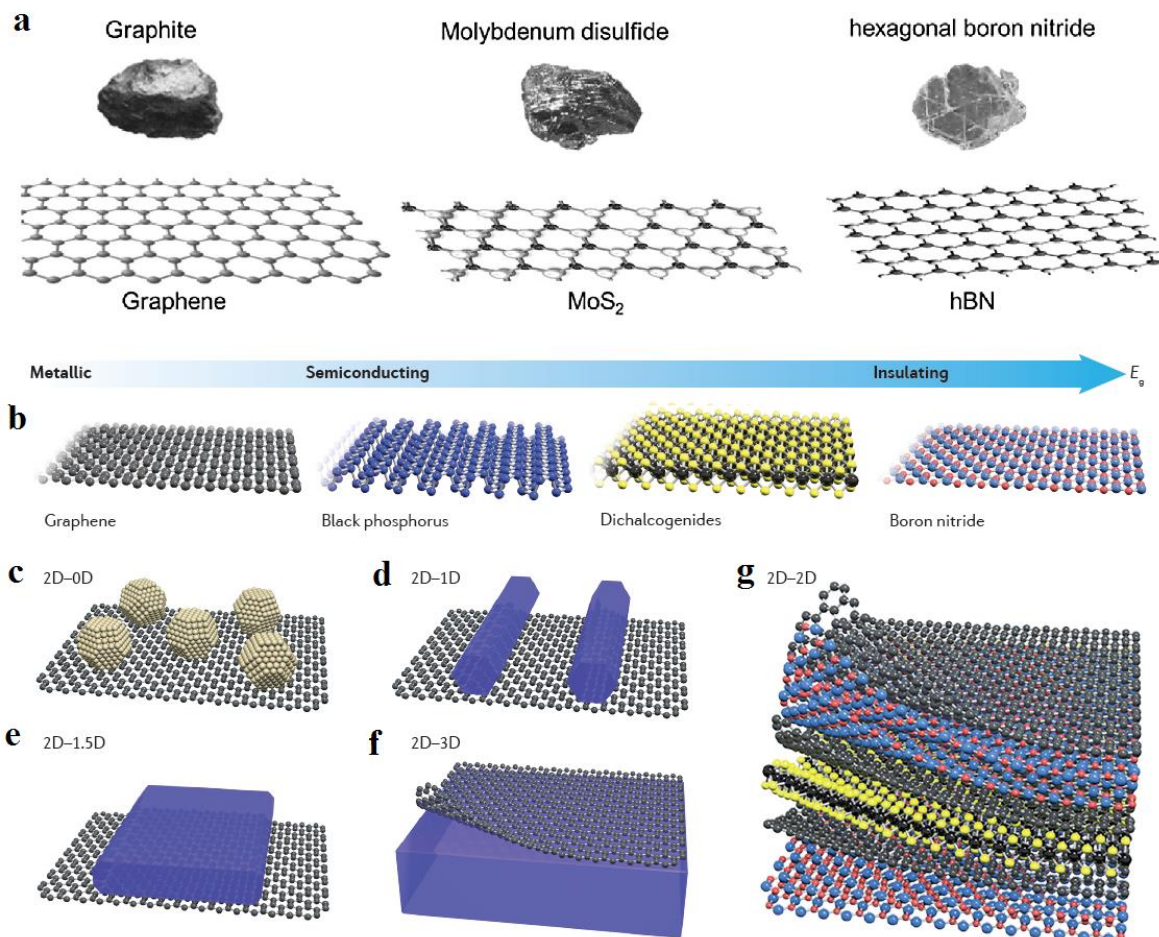 a
Graphite
Molybdenum disulfide
hexagonal boron nitride
Graphene
MoS₂
hBN
Metallic
Semiconducting
Insulating
E_g
b
Graphene
Black phosphorus
Dichalcogenides
Boron nitride
c 2D–0D
d 2D–1D
g 2D–2D
e 2D–1.5D
f 2D–3D